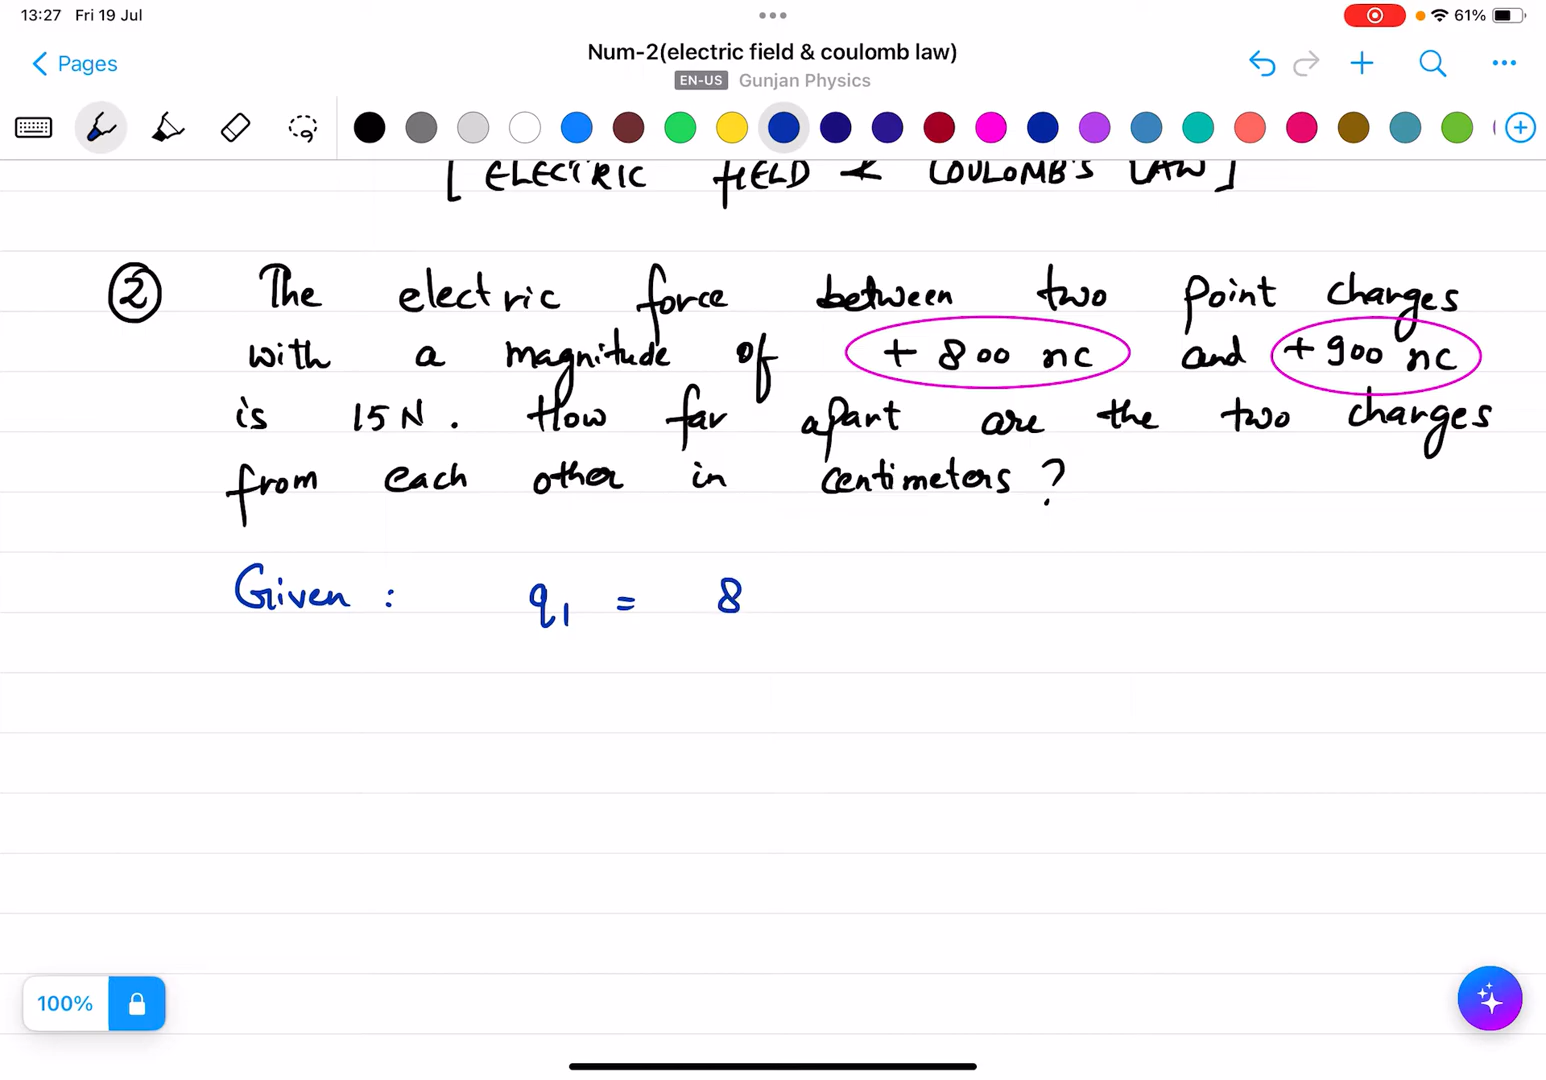 13:27 Fri 19 Jul 61%
Pages Num-2(electric field & coulomb law)
EN-US Gunjan Physics
[ ELECTRIC FIELD & COULOMB'S LAW ]
② The electric force between two point charges
with a magnitude of + 800 nc and + 900 nc
is 15 N . How far apart are the two charges
from each other in centimeters ?
Given : q1 = 8
100%